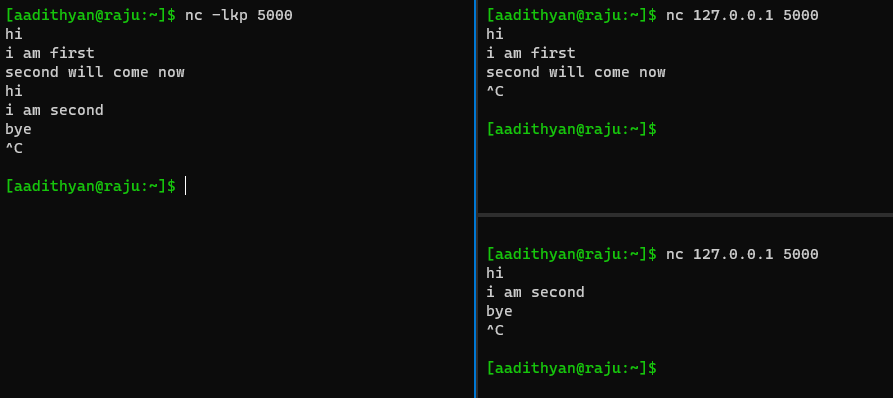 [aadithyan@raju:~]$ nc -lkp 5000
hi
i am first
second will come now
hi
i am second
bye
^C
[aadithyan@raju:~]$
[aadithyan@raju:~]$ nc 127.0.0.1 5000
hi
i am first
second will come now
^C
[aadithyan@raju:~]$
[aadithyan@raju:~]$ nc 127.0.0.1 5000
hi
i am second
bye
^C
[aadithyan@raju:~]$